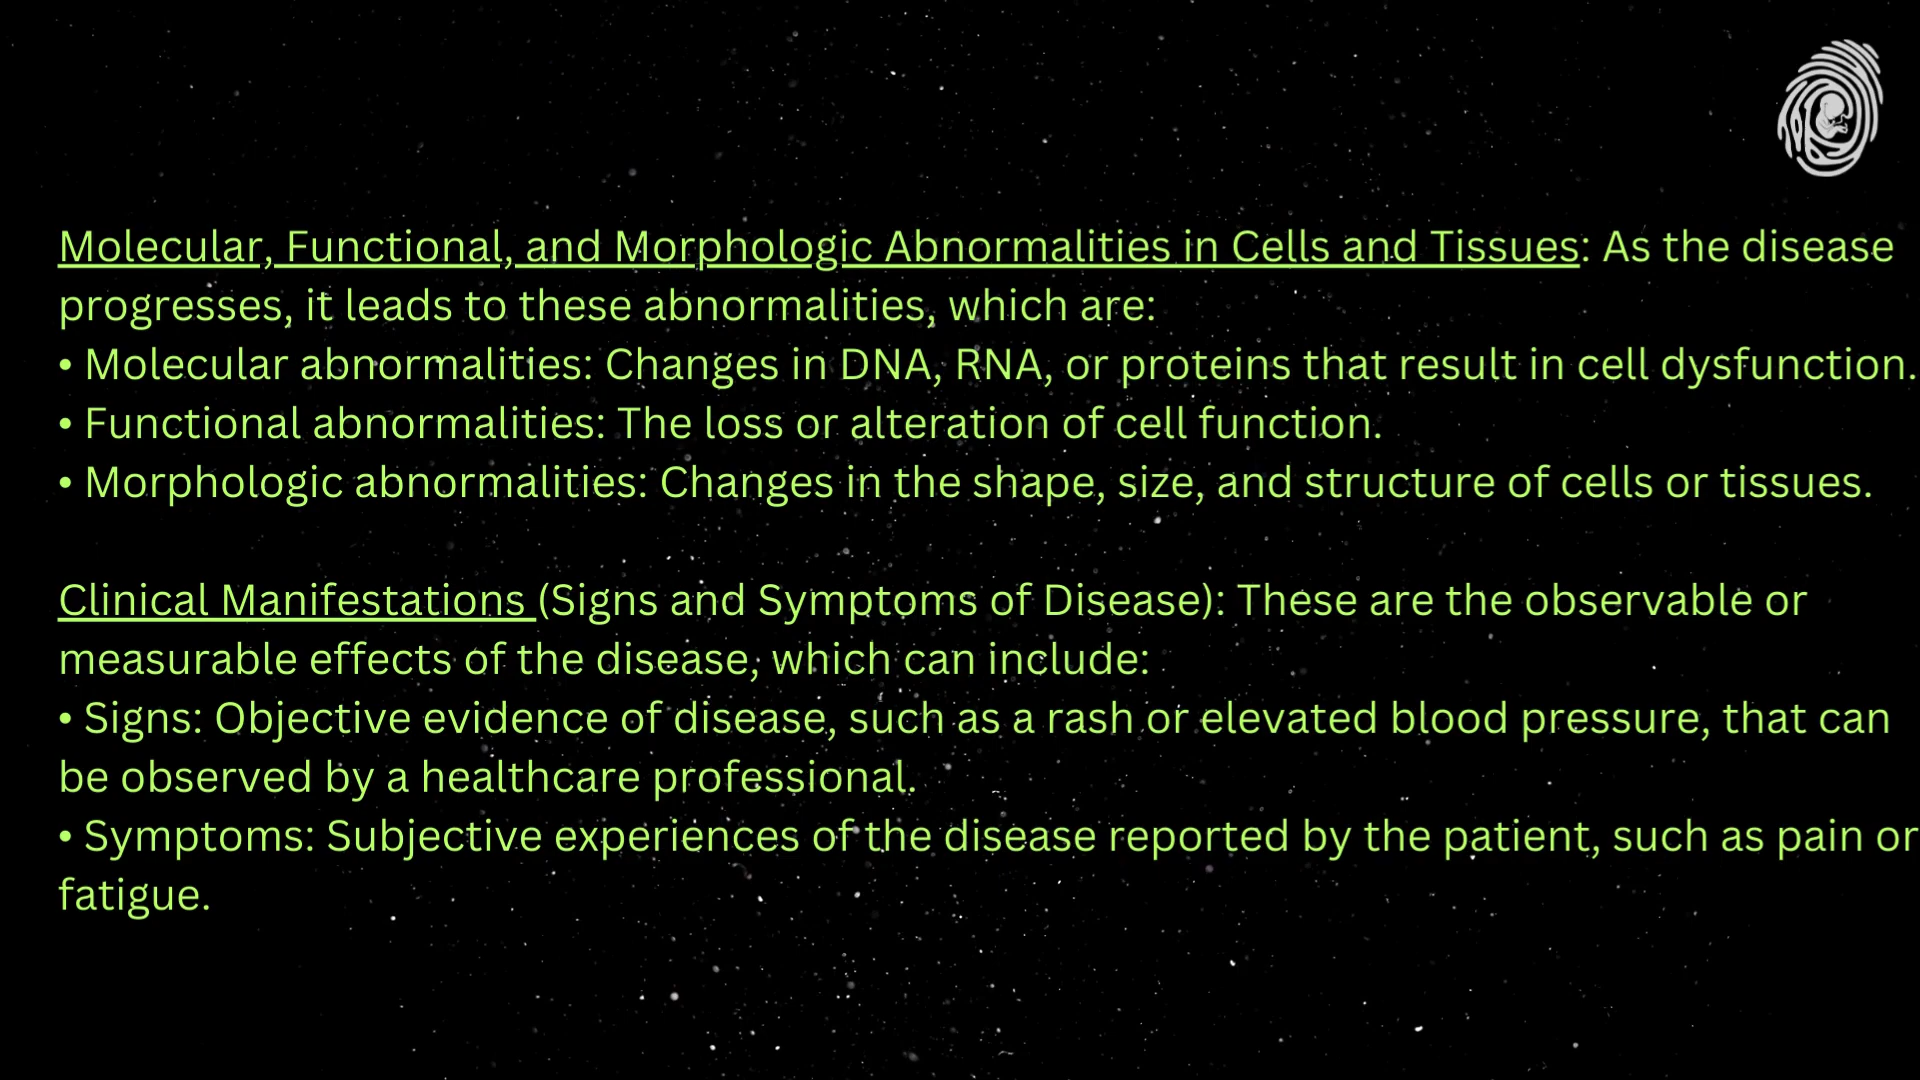 Molecular, Functional, and Morphologic Abnormalities in Cells and Tissues: As the disease
progresses, it leads to these abnormalities, which are:
• Molecular abnormalities: Changes in DNA, RNA, or proteins that result in cell dysfunction.
• Functional abnormalities: The loss or alteration of cell function.
• Morphologic abnormalities: Changes in the shape, size, and structure of cells or tissues.
Clinical Manifestations (Signs and Symptoms of Disease): These are the observable or
measurable effects of the disease, which can include:
• Signs: Objective evidence of disease, such as a rash or elevated blood pressure, that can
be observed by a healthcare professional.
• Symptoms: Subjective experiences of the disease reported by the patient, such as pain or
fatigue.